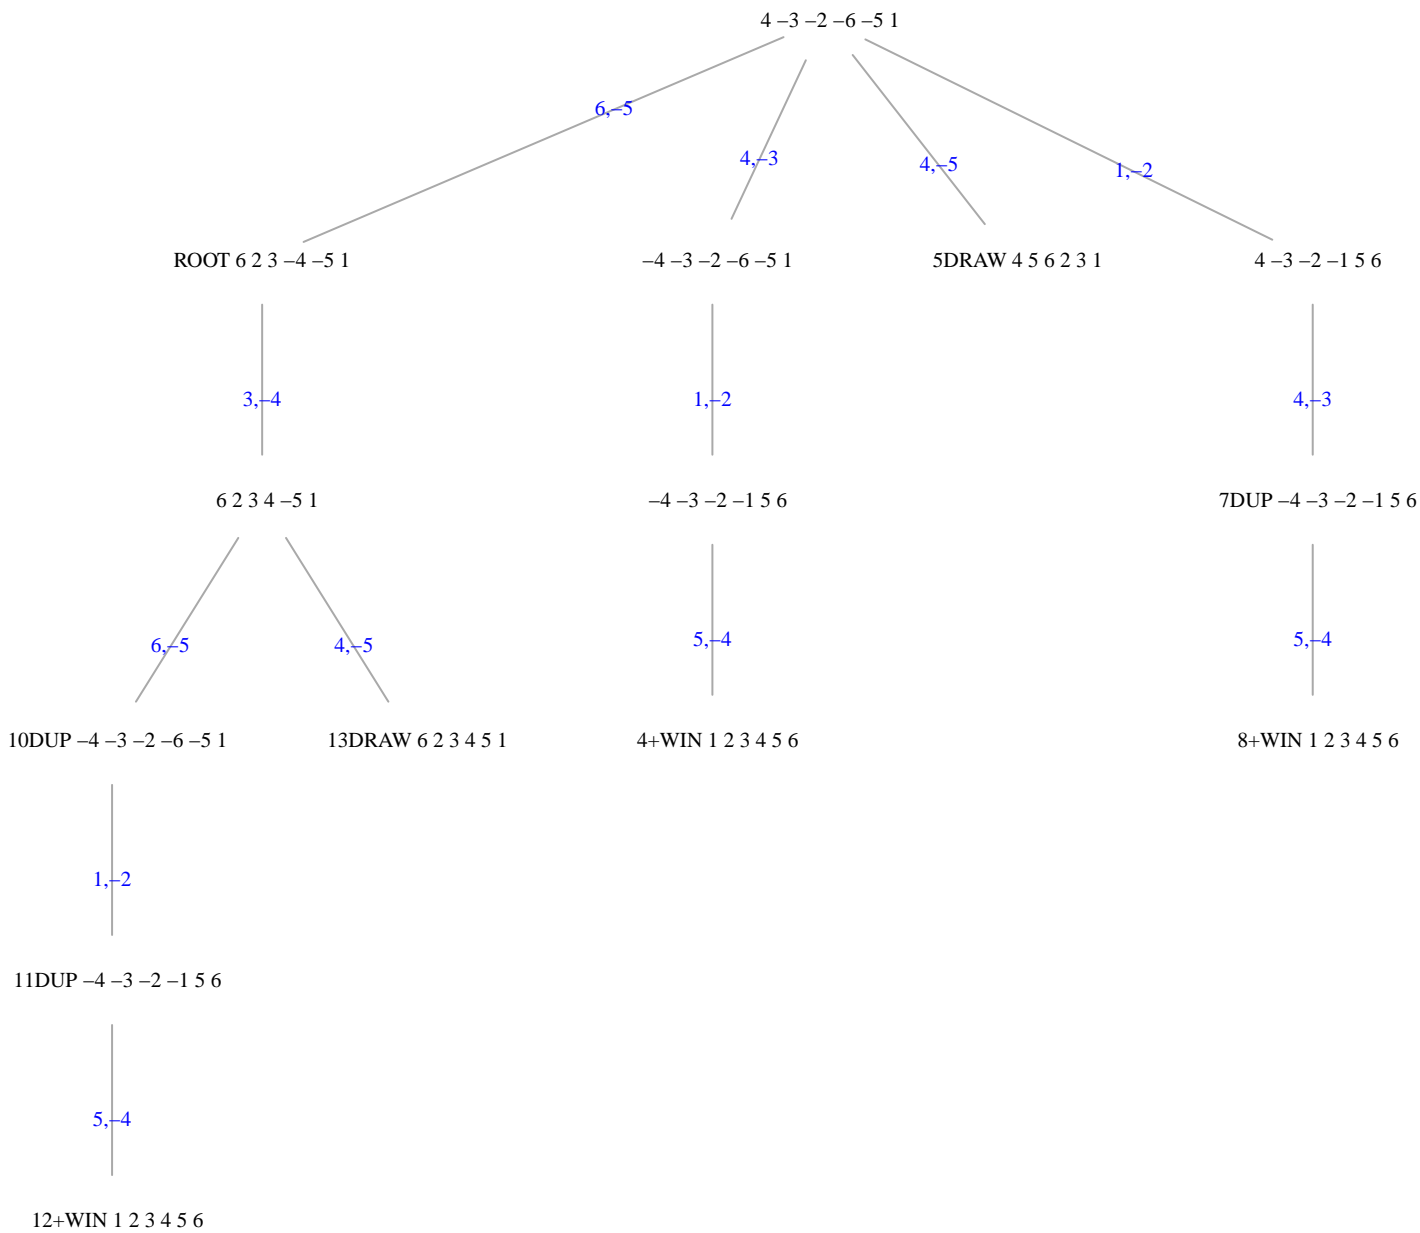 4 –3 –2 –6 –5 1
6,–5
4,–3
4,–5
1,–2
ROOT 6 2 3 –4 –5 1
–4 –3 –2 –6 –5 1
5DRAW 4 5 6 2 3 1
4 –3 –2 –1 5 6
3,–4
1,–2
4,–3
6 2 3 4 –5 1
–4 –3 –2 –1 5 6
7DUP –4 –3 –2 –1 5 6
6,–5
4,–5
5,–4
5,–4
10DUP –4 –3 –2 –6 –5 1
13DRAW 6 2 3 4 5 1
4+WIN 1 2 3 4 5 6
8+WIN 1 2 3 4 5 6
1,–2
11DUP –4 –3 –2 –1 5 6
5,–4
12+WIN 1 2 3 4 5 6